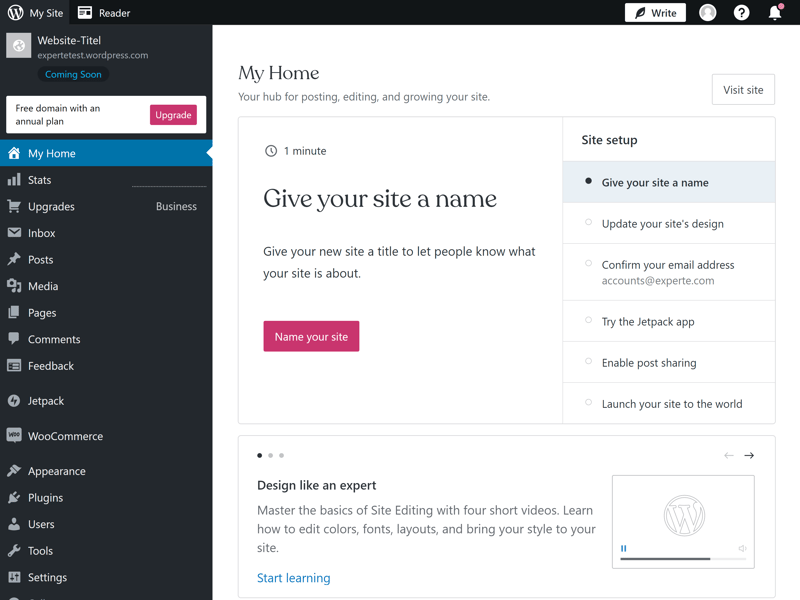 My Site
Reader
Write
Website-Titel
expertetest.wordpress.com
Coming Soon
Free domain with an
annual plan
Upgrade
My Home
Stats
Upgrades
Business
Inbox
Posts
Media
Pages
Comments
Feedback
Jetpack
WOO
WooCommerce
Appearance
Plugins
Users
Tools
Settings
My Home
Your hub for posting, editing, and growing your site.
Visit site
1 minute
Give your site a name
Give your new site a title to let people know what
your site is about.
Name your site
Site setup
Give your site a name
Update your site's design
Confirm your email address
accounts@experte.com
Try the Jetpack app
Enable post sharing
Launch your site to the world
Design like an expert
Master the basics of Site Editing with four short videos. Learn
how to edit colors, fonts, layouts, and bring your style to your
site.
Start learning